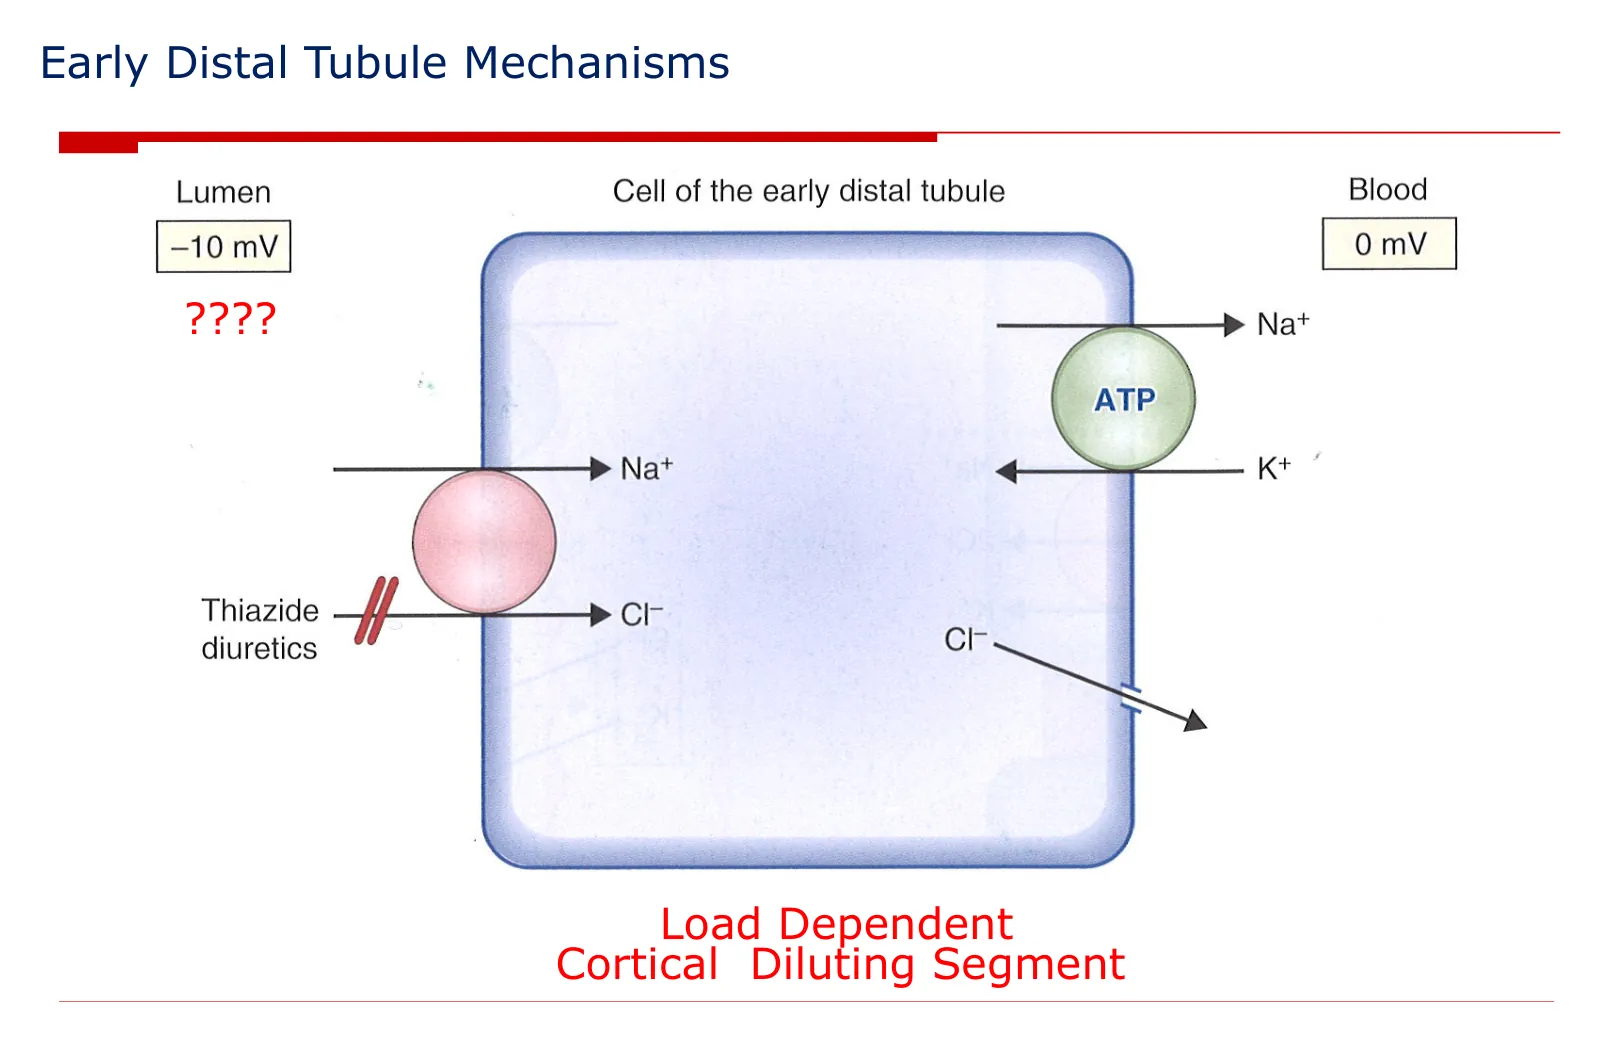 Early Distal Tubule Mechanisms
Lumen
Cell of the early distal tubule
Blood
–10 mV
0 mV
????
Na⁺
ATP
Na⁺
K⁺
Thiazide
diuretics
Cl⁻
Cl⁻
Load Dependent
Cortical  Diluting Segment